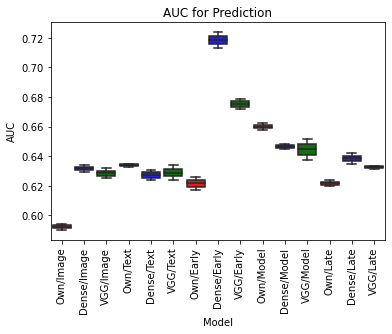 AUC for Prediction
AUC
0.72
0.70
0.68
0.66
0.64
0.62
0.60
Own/Image
Dense/Image
VGG/Image
Own/Text
Dense/Text
VGG/Text
Own/Early
Dense/Early
VGG/Early
Own/Model
Dense/Model
VGG/Model
Own/Late
Dense/Late
VGG/Late
Model